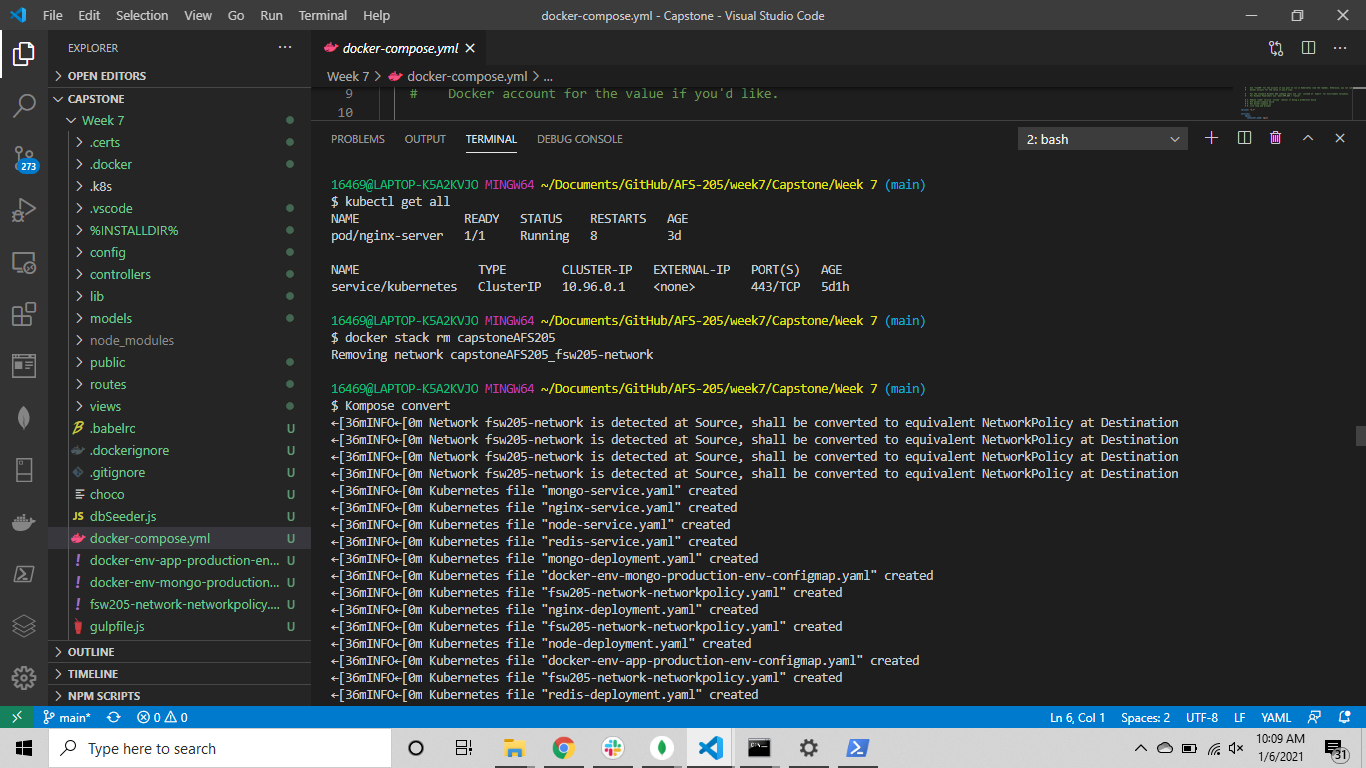 File Edit Selection View Go Run Terminal Help
docker-compose.yml - Capstone - Visual Studio Code
EXPLORER
OPEN EDITORS
CAPSTONE
Week 7
.certs
.docker
.k8s
.vscode
%INSTALLDIR%
config
controllers
lib
models
node_modules
public
routes
views
.babelrc U
.dockerignore U
.gitignore U
choco U
JS dbSeeder.js U
docker-compose.yml U
! docker-env-app-production-en... U
! docker-env-mongo-production... U
! fsw205-network-networkpolicy.... U
gulpfile.js U
OUTLINE
TIMELINE
NPM SCRIPTS
273
docker-compose.yml
Week 7 > docker-compose.yml > ...
9 # Docker account for the value if you'd like.
10
PROBLEMS OUTPUT TERMINAL DEBUG CONSOLE
2: bash
16469@LAPTOP-K5A2KVJO MINGW64 ~/Documents/GitHub/AFS-205/week7/Capstone/Week 7 (main)
$ kubectl get all
NAME READY STATUS RESTARTS AGE
pod/nginx-server 1/1 Running 8 3d
NAME TYPE CLUSTER-IP EXTERNAL-IP PORT(S) AGE
service/kubernetes ClusterIP 10.96.0.1 <none> 443/TCP 5d1h
16469@LAPTOP-K5A2KVJO MINGW64 ~/Documents/GitHub/AFS-205/week7/Capstone/Week 7 (main)
$ docker stack rm capstoneAFS205
Removing network capstoneAFS205_fsw205-network
16469@LAPTOP-K5A2KVJO MINGW64 ~/Documents/GitHub/AFS-205/week7/Capstone/Week 7 (main)
$ Kompose convert
←[36mINFO←[0m Network fsw205-network is detected at Source, shall be converted to equivalent NetworkPolicy at Destination
←[36mINFO←[0m Network fsw205-network is detected at Source, shall be converted to equivalent NetworkPolicy at Destination
←[36mINFO←[0m Network fsw205-network is detected at Source, shall be converted to equivalent NetworkPolicy at Destination
←[36mINFO←[0m Network fsw205-network is detected at Source, shall be converted to equivalent NetworkPolicy at Destination
←[36mINFO←[0m Kubernetes file "mongo-service.yaml" created
←[36mINFO←[0m Kubernetes file "nginx-service.yaml" created
←[36mINFO←[0m Kubernetes file "node-service.yaml" created
←[36mINFO←[0m Kubernetes file "redis-service.yaml" created
←[36mINFO←[0m Kubernetes file "mongo-deployment.yaml" created
←[36mINFO←[0m Kubernetes file "docker-env-mongo-production-env-configmap.yaml" created
←[36mINFO←[0m Kubernetes file "fsw205-network-networkpolicy.yaml" created
←[36mINFO←[0m Kubernetes file "nginx-deployment.yaml" created
←[36mINFO←[0m Kubernetes file "fsw205-network-networkpolicy.yaml" created
←[36mINFO←[0m Kubernetes file "node-deployment.yaml" created
←[36mINFO←[0m Kubernetes file "docker-env-app-production-env-configmap.yaml" created
←[36mINFO←[0m Kubernetes file "fsw205-network-networkpolicy.yaml" created
←[36mINFO←[0m Kubernetes file "redis-deployment.yaml" created
main* 0 0
Ln 6, Col 1 Spaces: 2 UTF-8 LF YAML
Type here to search
10:09 AM
1/6/2021
31